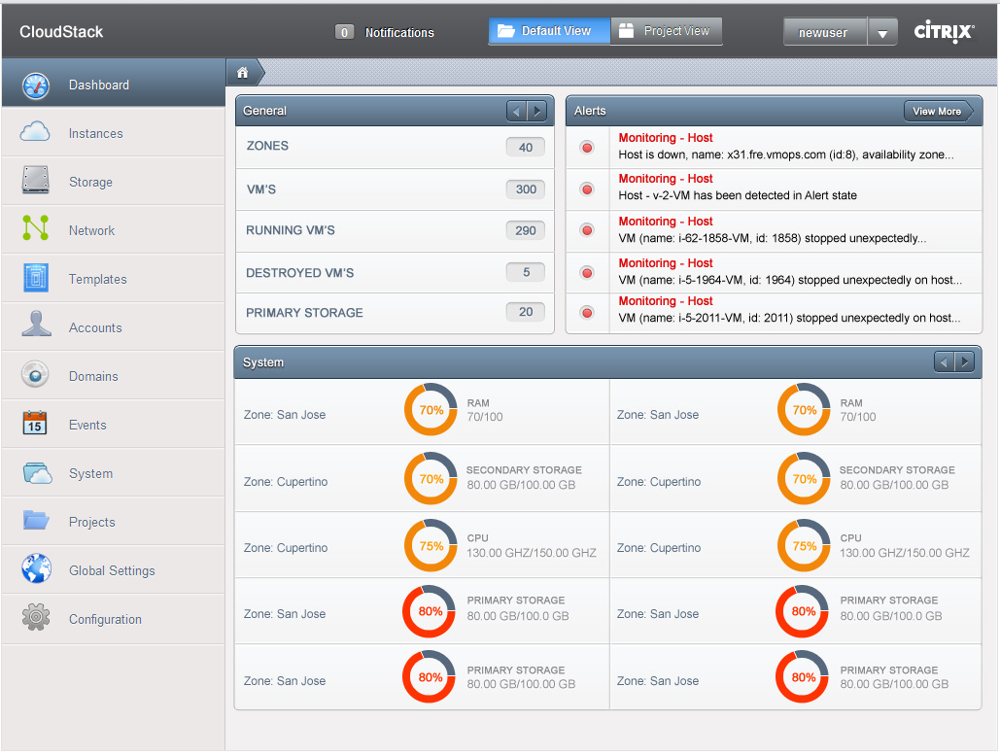 CloudStack
0 Notifications
Default View
Project View
newuser
CİTRIX®
Dashboard
Instances
Storage
Network
Templates
Accounts
Domains
15
Events
System
Projects
Global Settings
Configuration
General
ZONES 40
VM'S 300
RUNNING VM'S 290
DESTROYED VM'S 5
PRIMARY STORAGE 20
Alerts
View More
Monitoring - Host
Host is down, name: x31.fre.vmops.com (id:8), availability zone...
Monitoring - Host
Host - v-2-VM has been detected in Alert state
Monitoring - Host
VM (name: i-62-1858-VM, id: 1858) stopped unexpectedly...
Monitoring - Host
VM (name: i-5-1964-VM, id: 1964) stopped unexpectedly on host...
Monitoring - Host
VM (name: i-5-2011-VM, id: 2011) stopped unexpectedly on host...
System
Zone: San Jose
70%
RAM
70/100
Zone: San Jose
70%
RAM
70/100
Zone: Cupertino
70%
SECONDARY STORAGE
80.00 GB/100.00 GB
Zone: Cupertino
70%
SECONDARY STORAGE
80.00 GB/100.00 GB
Zone: Cupertino
75%
CPU
130.00 GHZ/150.00 GHZ
Zone: Cupertino
75%
CPU
130.00 GHZ/150.00 GHZ
Zone: San Jose
80%
PRIMARY STORAGE
80.00 GB/100.0 GB
Zone: San Jose
80%
PRIMARY STORAGE
80.00 GB/100.0 GB
Zone: San Jose
80%
PRIMARY STORAGE
80.00 GB/100.00 GB
Zone: San Jose
80%
PRIMARY STORAGE
80.00 GB/100.00 GB